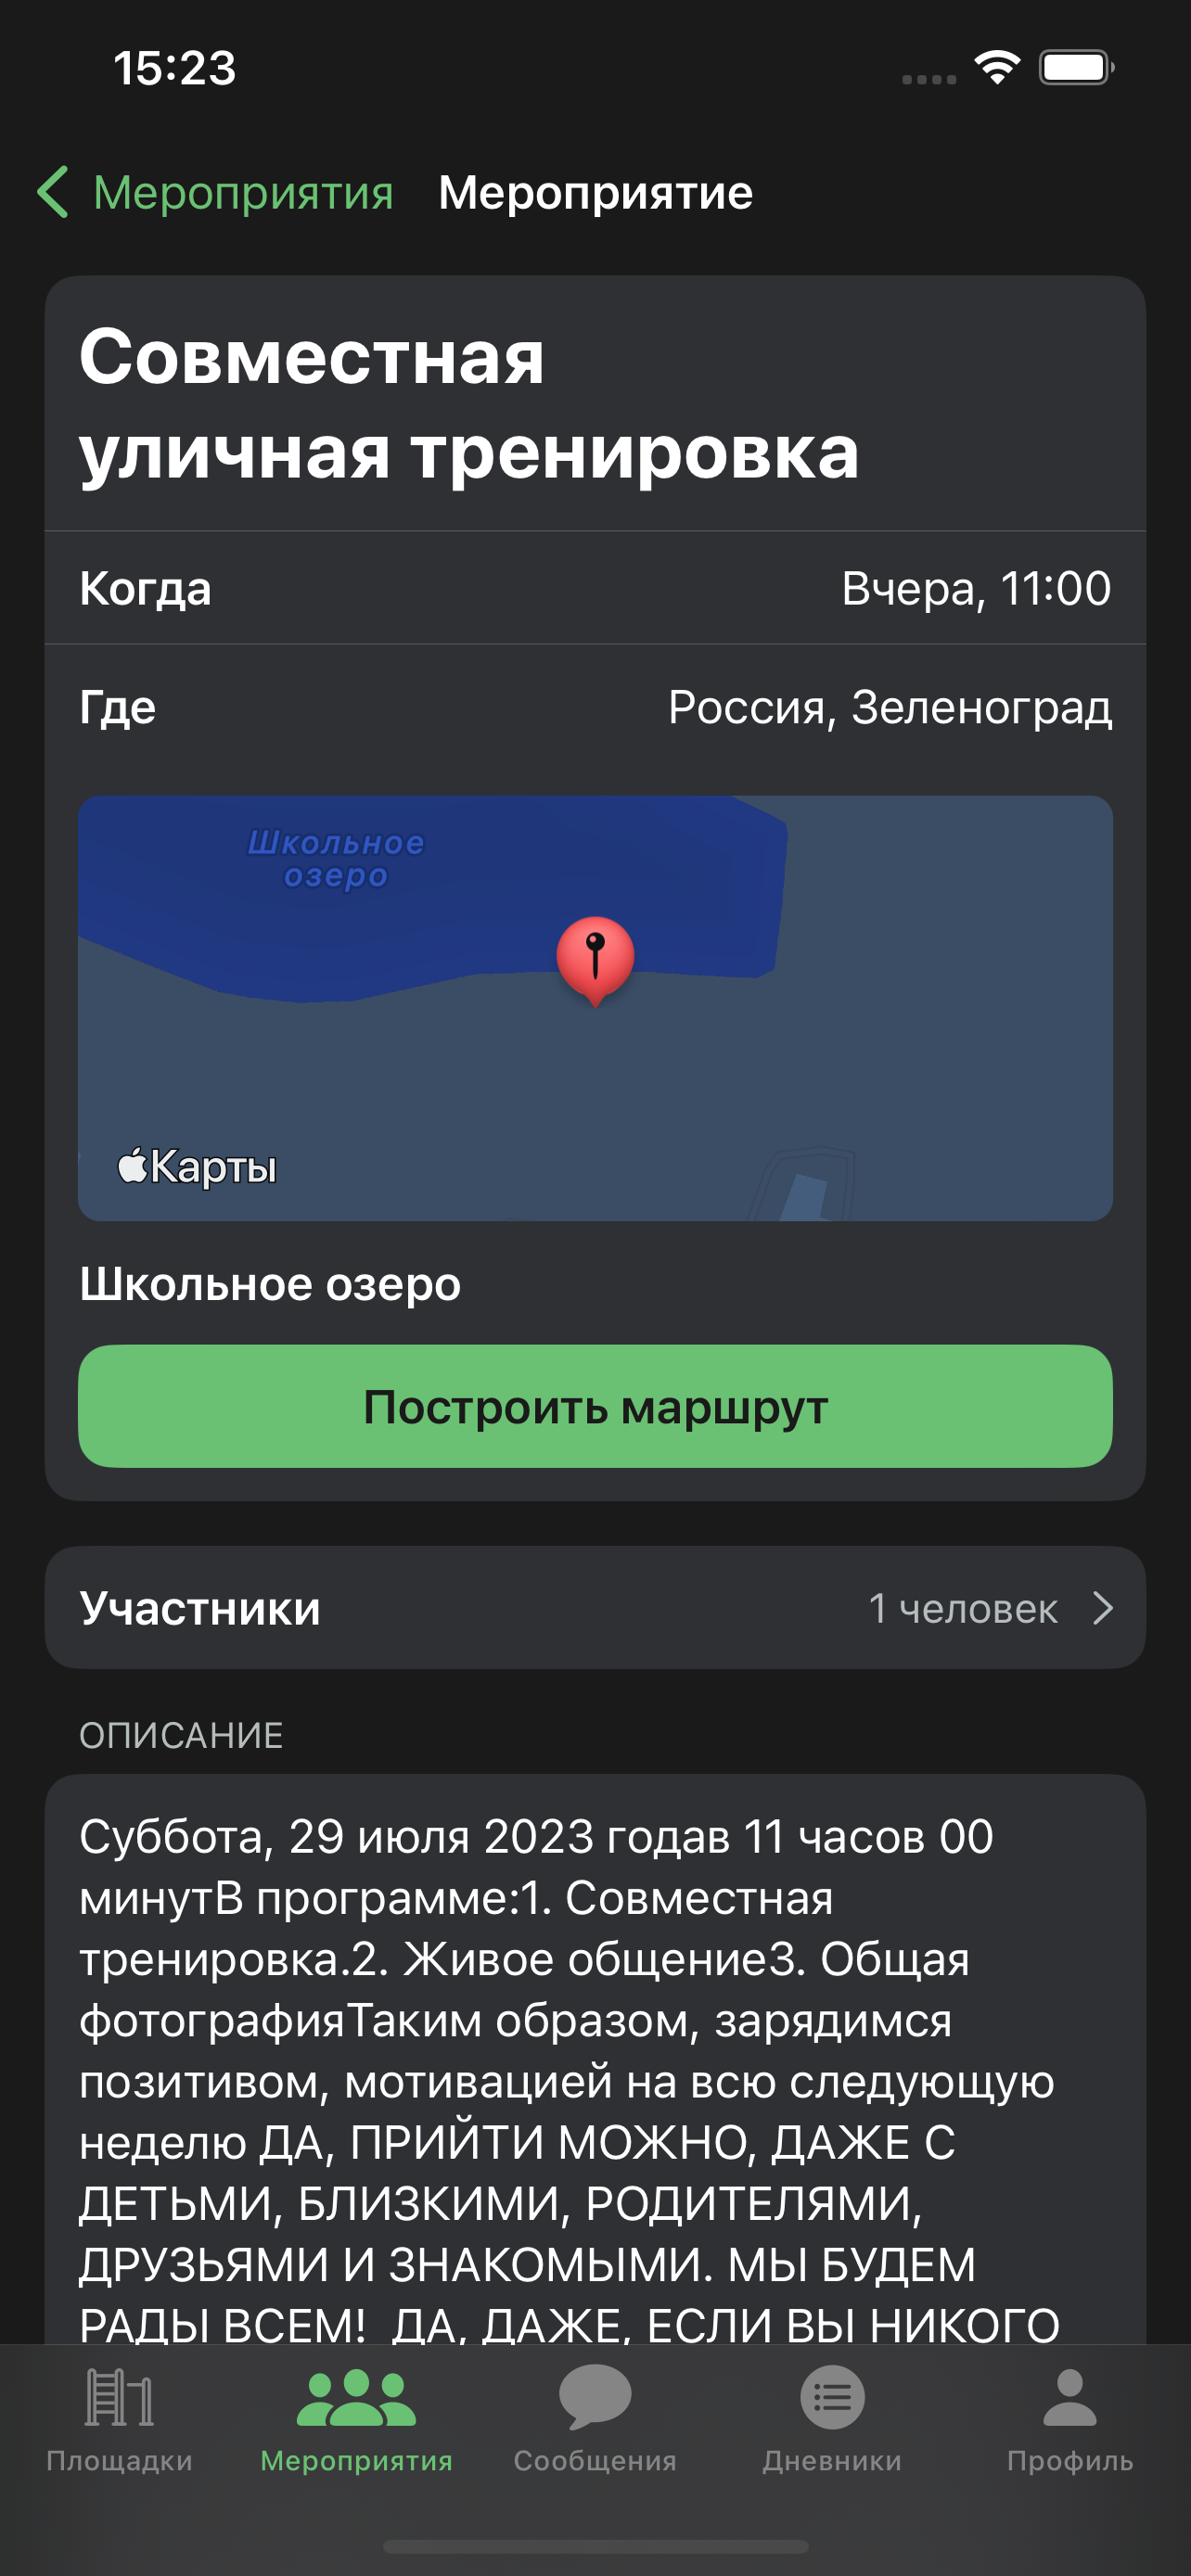 15:23
Мероприятия Мероприятие
Совместная
уличная тренировка
Когда Вчера, 11:00
Где Россия, Зеленоград
Школьное
озеро
Карты
Школьное озеро
Построить маршрут
Участники 1 человек
ОПИСАНИЕ
Суббота, 29 июля 2023 годав 11 часов 00
минутВ программе:1. Совместная
тренировка.2. Живое общение3. Общая
фотографияТаким образом, зарядимся
позитивом, мотивацией на всю следующую
неделю ДА, ПРИЙТИ МОЖНО, ДАЖЕ С
ДЕТЬМИ, БЛИЗКИМИ, РОДИТЕЛЯМИ,
ДРУЗЬЯМИ И ЗНАКОМЫМИ. МЫ БУДЕМ
РАДЫ ВСЕМ!  ДА, ДАЖЕ, ЕСЛИ ВЫ НИКОГО
Площадки Мероприятия Сообщения Дневники Профиль